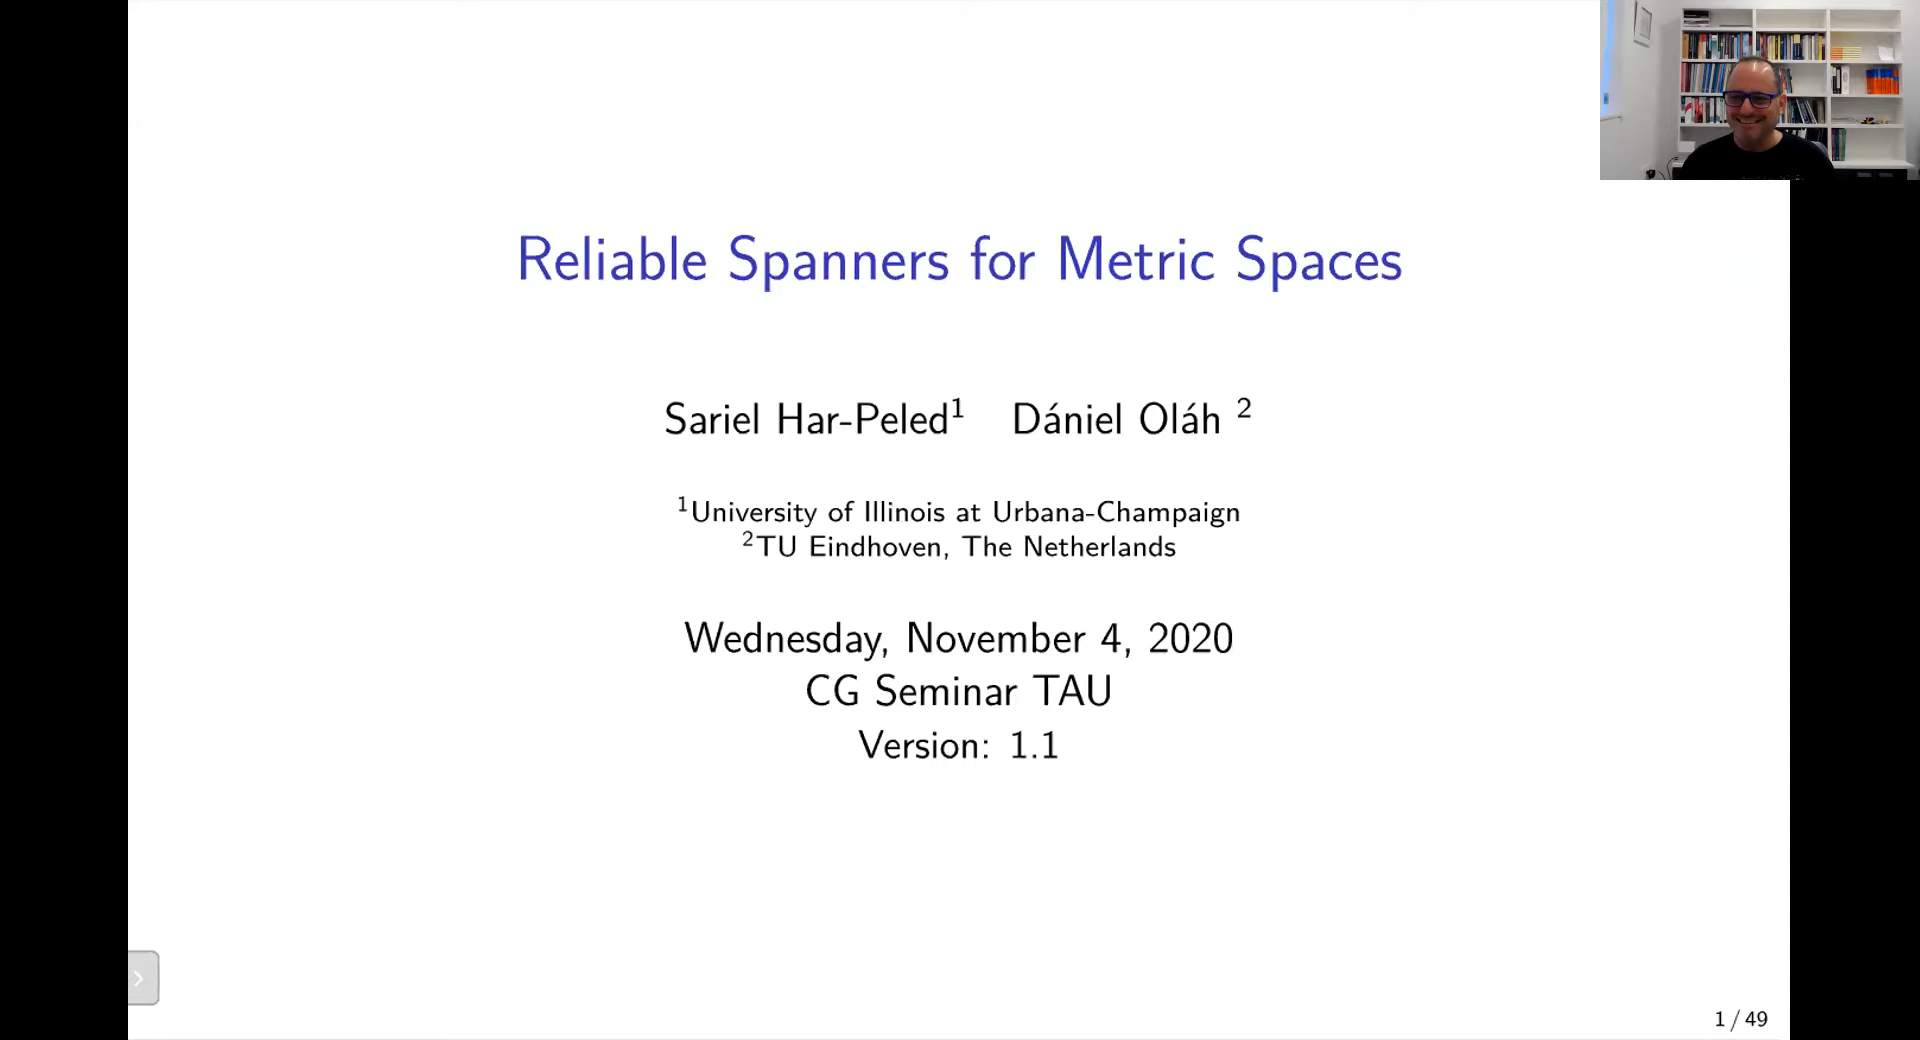 Reliable Spanners for Metric Spaces
Sariel Har-Peled¹ Dániel Oláh ²
¹University of Illinois at Urbana-Champaign
²TU Eindhoven, The Netherlands
Wednesday, November 4, 2020
CG Seminar TAU
Version: 1.1
1 / 49